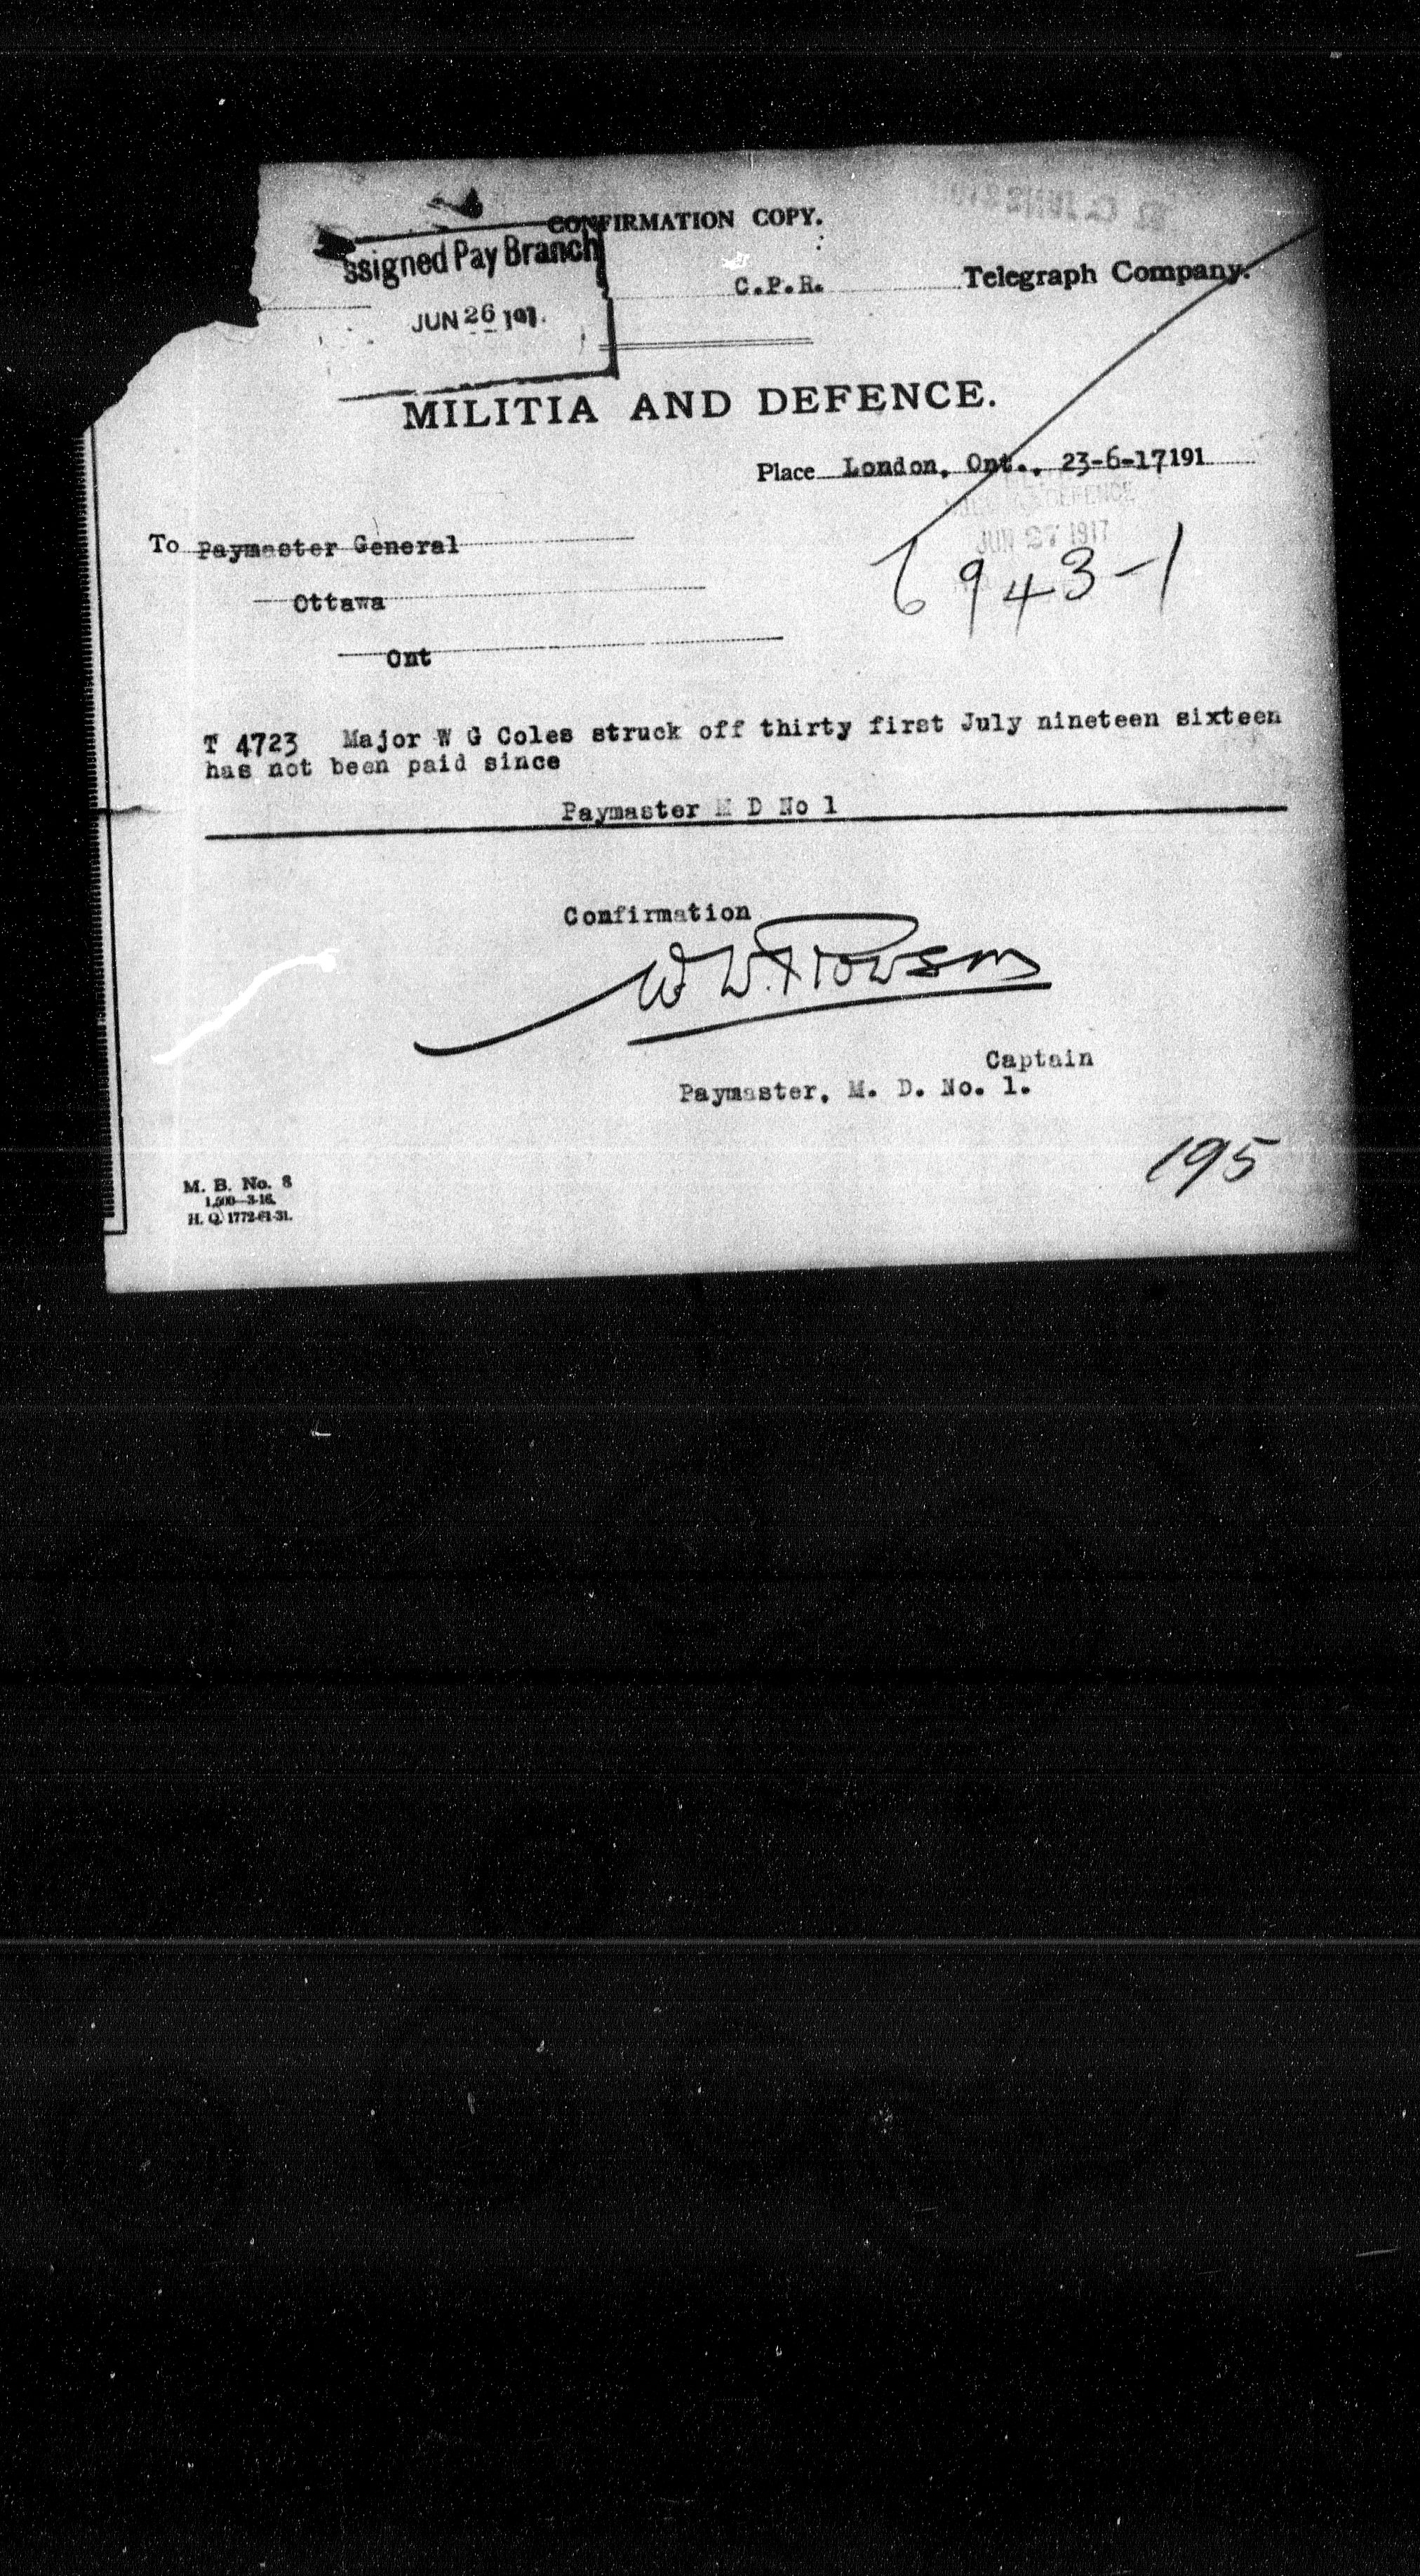 CONFIRMATION COPY.
ssigned Pay Branch
JUN 26 191
C.P.R. Telegraph Company.
MILITIA AND DEFENCE.
Place London, Ont., 23-6-17191
DEFENCE
JUN 27 1917
To Paymaster General
6943-1
Ottawa
Ont
T 4723 Major W G Coles struck off thirty first July nineteen sixteen
has not been paid since
Paymaster M D No 1
Confirmation
Captain
Paymaster, M. D. No. 1.
195
M. B. No. 8
1,500—3-16.
H. Q. 1772-61-31.